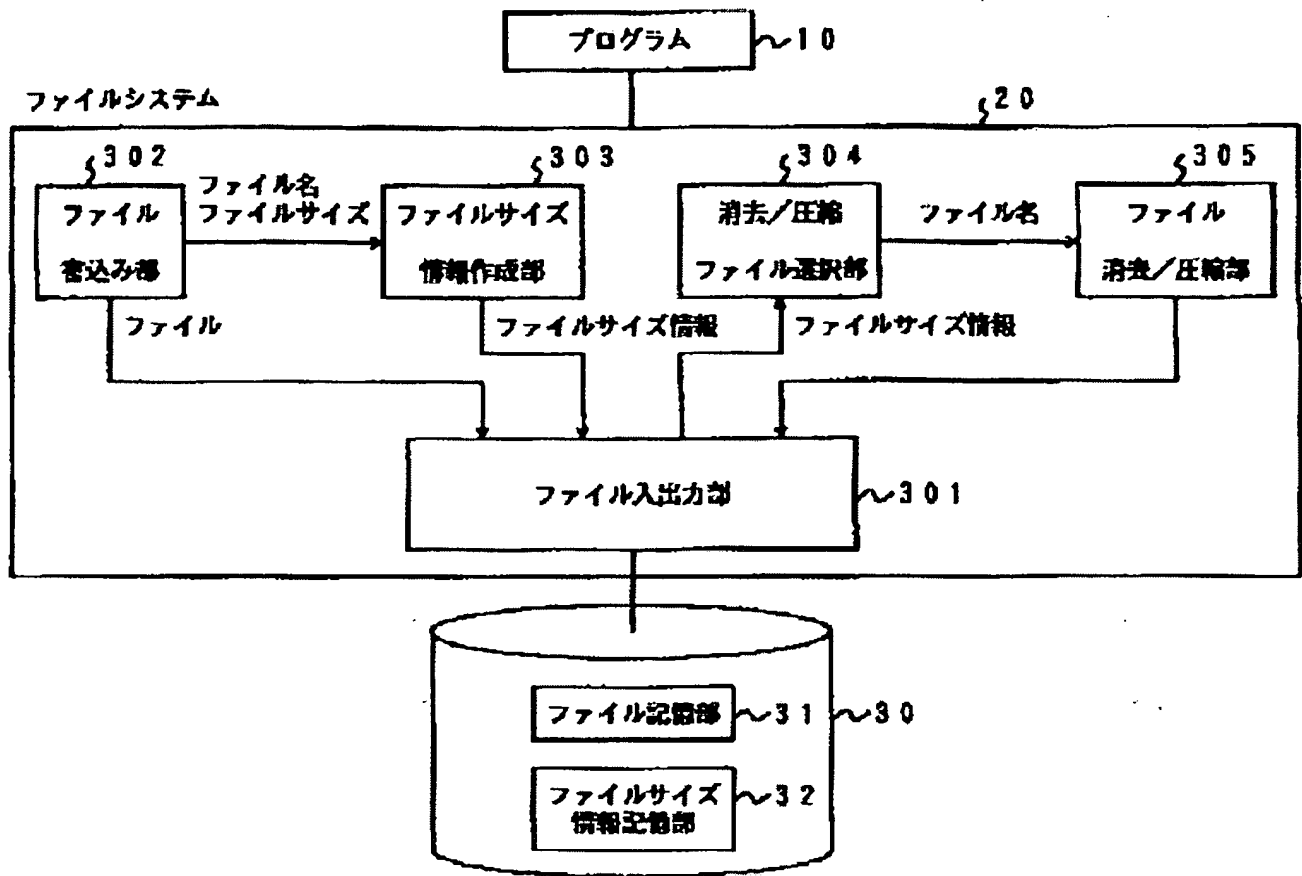 プログラム
10
ファイルシステム
20
302
303
304
305
ファイル
書込み部
ファイル名
ファイルサイズ
ファイルサイズ
情報作成部
消去／圧縮
ファイル選択部
ファイル名
ファイル
消去／圧縮部
ファイル
ファイルサイズ情報
ファイルサイズ情報
ファイル入出力部
301
ファイル記憶部
31
30
ファイルサイズ
情報記憶部
32